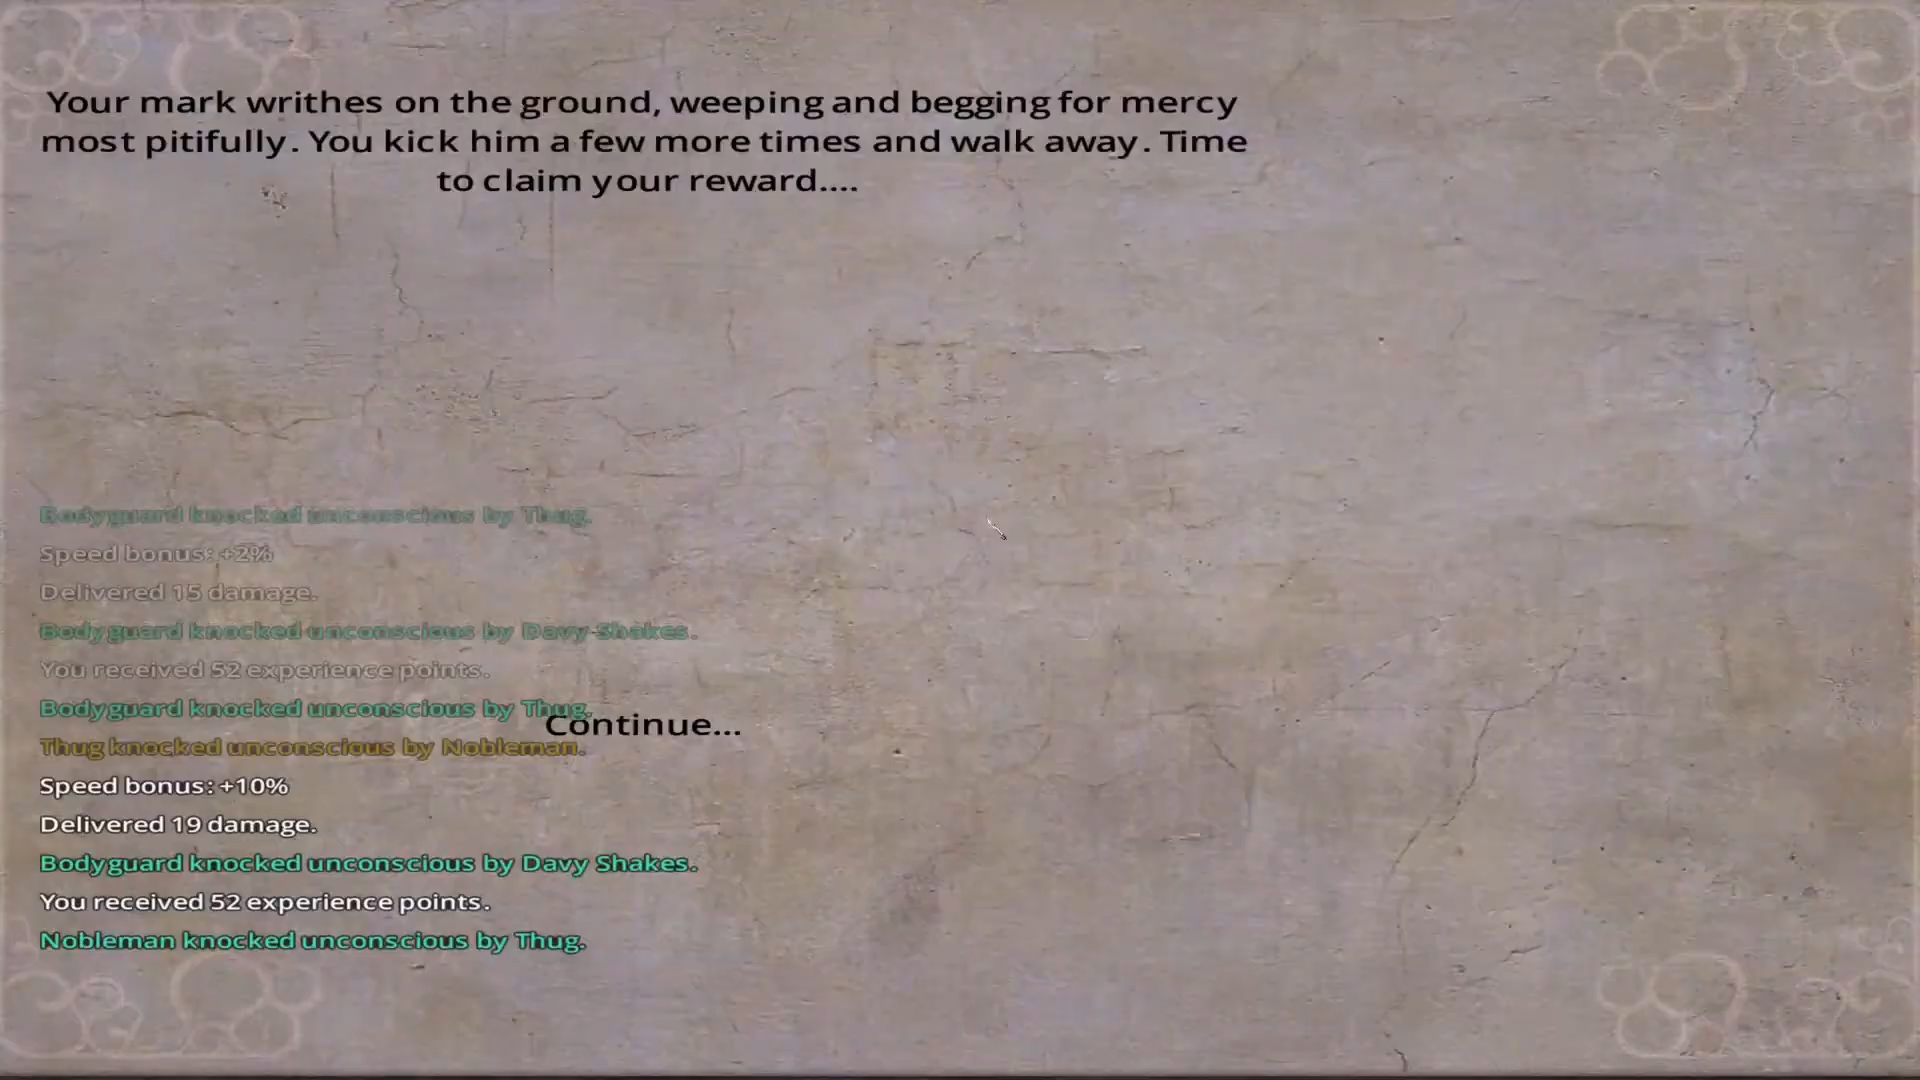 Your mark writhes on the ground, weeping and begging for mercy
most pitifully. You kick him a few more times and walk away. Time
to claim your reward....
Bodyguard knocked unconscious by Thug.
Speed bonus: +2%
Delivered 15 damage.
Bodyguard knocked unconscious by Davy Shakes.
You received 52 experience points.
Bodyguard knocked unconscious by Thug.
Continue...
Thug knocked unconscious by Nobleman.
Speed bonus: +10%
Delivered 19 damage.
Bodyguard knocked unconscious by Davy Shakes.
You received 52 experience points.
Nobleman knocked unconscious by Thug.